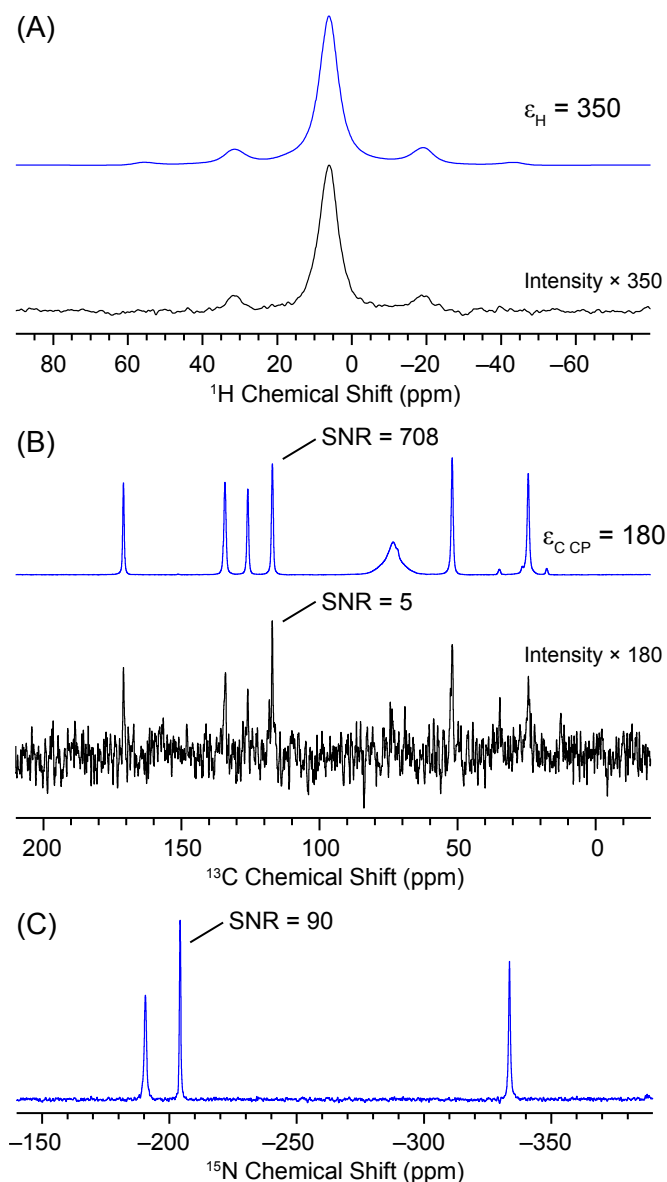 (A)
εH = 350
Intensity × 350
80 60 40 20 0 –20 –40 –60
1H Chemical Shift (ppm)
(B)
SNR = 708
εC CP = 180
SNR = 5
Intensity × 180
200 150 100 50 0
13C Chemical Shift (ppm)
(C)
SNR = 90
–150 –200 –250 –300 –350
15N Chemical Shift (ppm)